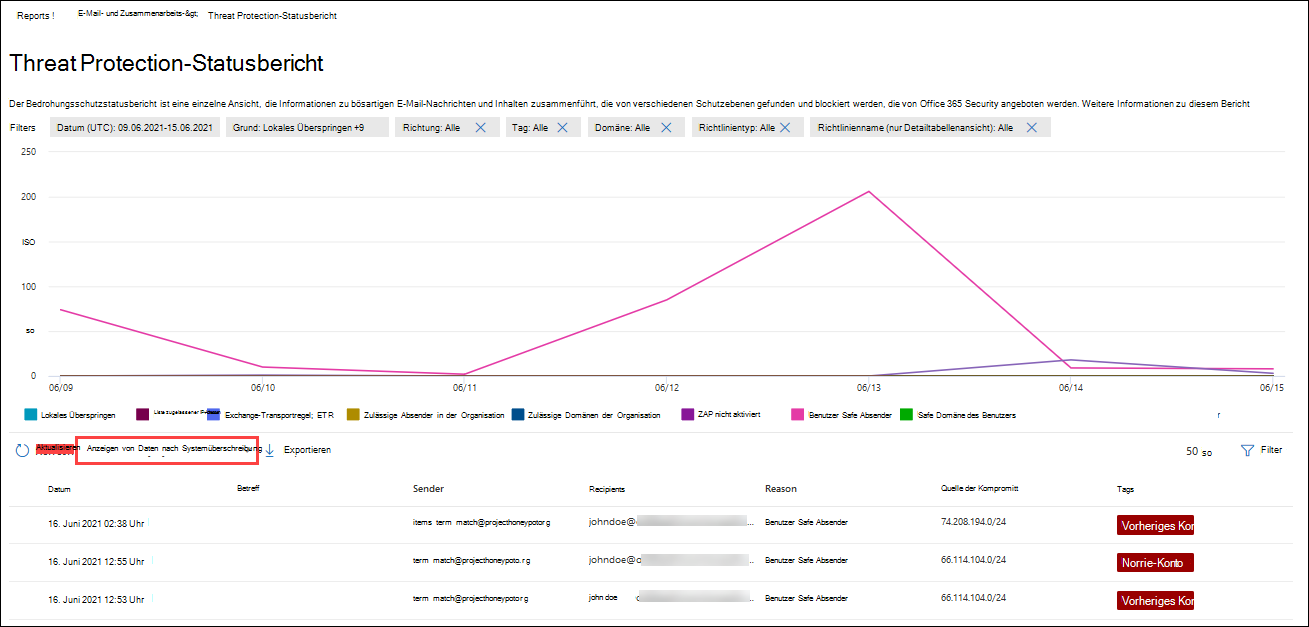 Reports ! E-Mail- und Zusammenarbeits-&gt; Threat Protection-Statusbericht
Threat Protection-Statusbericht
Der Bedrohungsschutzstatusbericht ist eine einzelne Ansicht, die Informationen zu bösartigen E-Mail-Nachrichten und Inhalten zusammenführt, die von verschiedenen Schutzebenen gefunden und blockiert werden, die von Office 365 Security angeboten werden. Weitere Informationen zu diesem Bericht
Filters Datum (UTC): 09.06.2021-15.06.2021 Grund: Lokales Überspringen +9 Richtung: Alle Tag: Alle Domäne: Alle Richtlinientyp: Alle Richtlinienname (nur Detailtabellenansicht): Alle
250
200
ISO
100
so
0
06/09 06/10 06/11 06/12 06/13 06/14 06/15
Lokales Überspringen Liste zugelassener Exchange-Transportregel; ETR Zulässige Absender in der Organisation Zulässige Domänen der Organisation ZAP nicht aktiviert Benutzer Safe Absender Safe Domäne des Benutzers r
Aktualisieren Anzeigen von Daten nach Systemüberschreibung Exportieren 50 so Filter
Datum Betreff Sender Recipients Reason Quelle der Kompromitt Tags
16. Juni 2021 02:38 Uhr items term match@projecthoneypotorg johndoe@ ... Benutzer Safe Absender 74.208.194.0/24 Vorheriges Kor
16. Juni 2021 12:55 Uhr term match@projecthoneypoto.rg johndoe@o .. Benutzer Safe Absender 66.114.104.0/24 Norrie-Konto
16. Juni 2021 12:53 Uhr term match@projecthoneypotorg john doe .. Benutzer Safe Absender 66.114.104.0/24 Vorheriges Kor